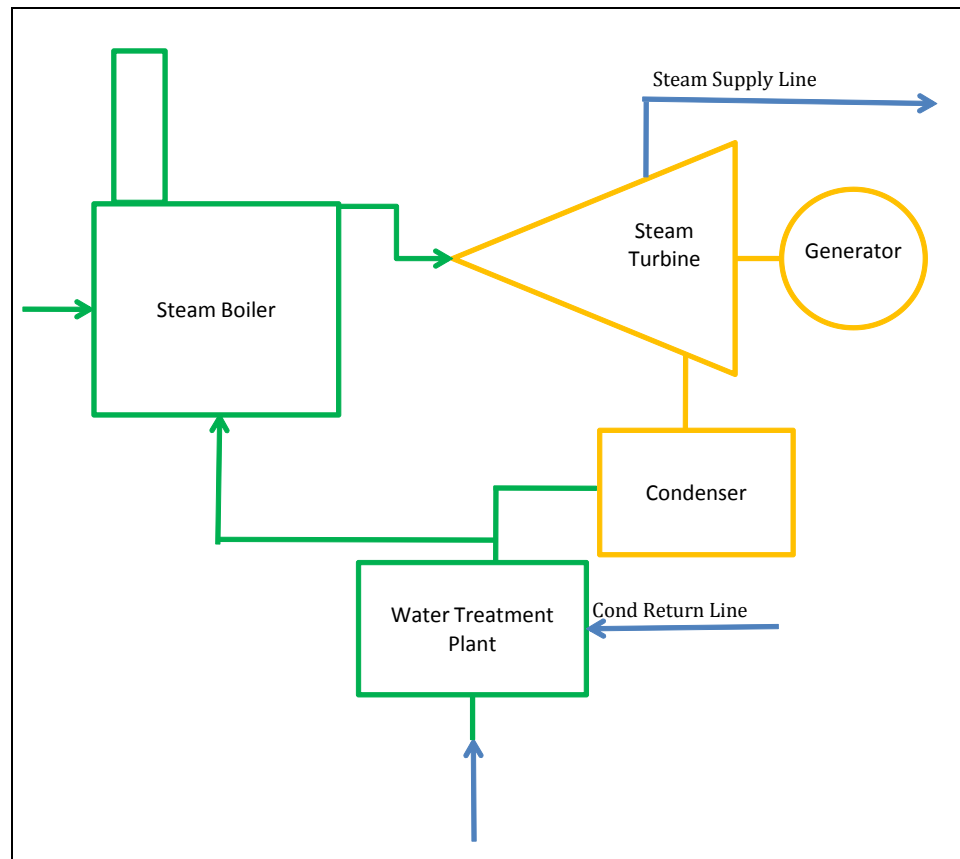 Steam Supply Line
Steam
Turbine
Generator
Steam Boiler
Condenser
Water Treatment
Plant
Cond Return Line